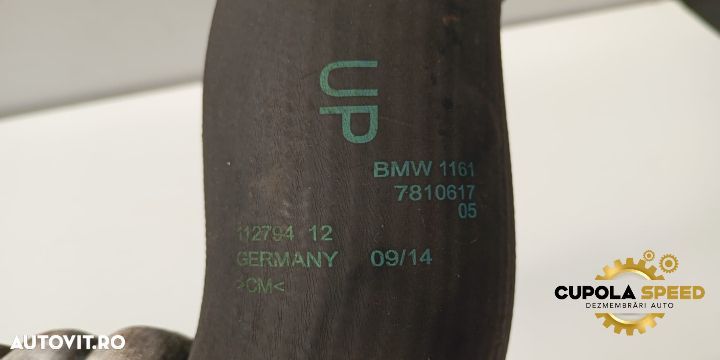 UP
BMW 1161
7810617
05
112794 12
GERMANY 09/14
>CM<
CUPOLA SPEED
DEZMEMBRĂRI AUTO
AUTOVIT.RO